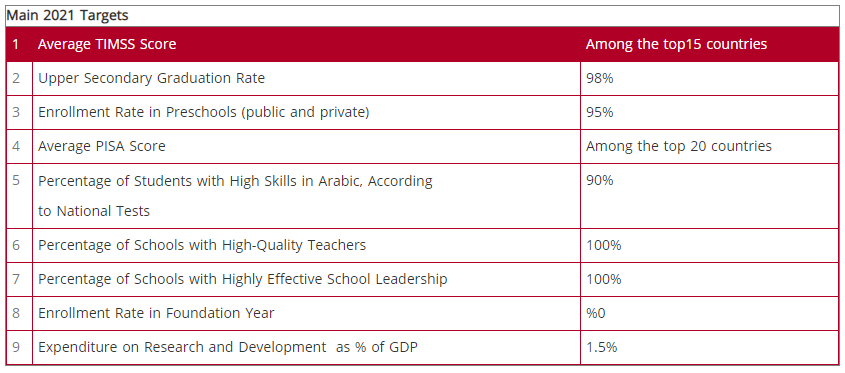 Main 2021 Targets
1 Average TIMSS Score Among the top15 countries
2 Upper Secondary Graduation Rate 98%
3 Enrollment Rate in Preschools (public and private) 95%
4 Average PISA Score Among the top 20 countries
5 Percentage of Students with High Skills in Arabic, According 90%
to National Tests
6 Percentage of Schools with High-Quality Teachers 100%
7 Percentage of Schools with Highly Effective School Leadership 100%
8 Enrollment Rate in Foundation Year %0
9 Expenditure on Research and Development as % of GDP 1.5%